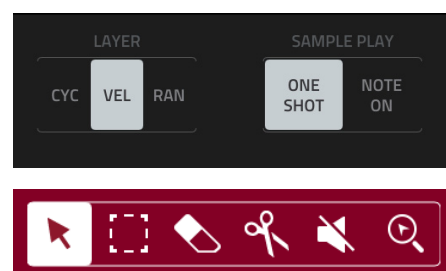 LAYER
SAMPLE PLAY
CYC VEL RAN
ONE SHOT
NOTE ON